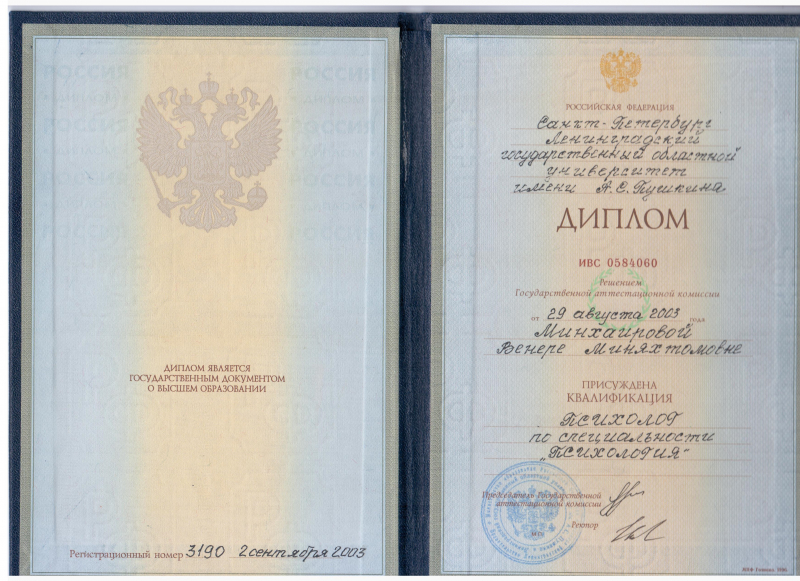 ДИПЛОМ ЯВЛЯЕТСЯ
ГОСУДАРСТВЕННЫМ ДОКУМЕНТОМ
О ВЫСШЕМ ОБРАЗОВАНИИ
Регистрационный номер 3190 2 сентября 2003
РОССИЙСКАЯ ФЕДЕРАЦИЯ
Санкт-Петербург
Ленинградский
государственный областной
университет
имени А.С. Пушкина
ДИПЛОМ
ИВС 0584060
Решением
Государственной аттестационной комиссии
от 29 августа 2003 года
Минхаировой
Венере Миняхтомовне
ПРИСУЖДЕНА
КВАЛИФИКАЦИЯ
Психолог
по специальности
„Психология"
Председатель Государственной
аттестационной комиссии
Ректор